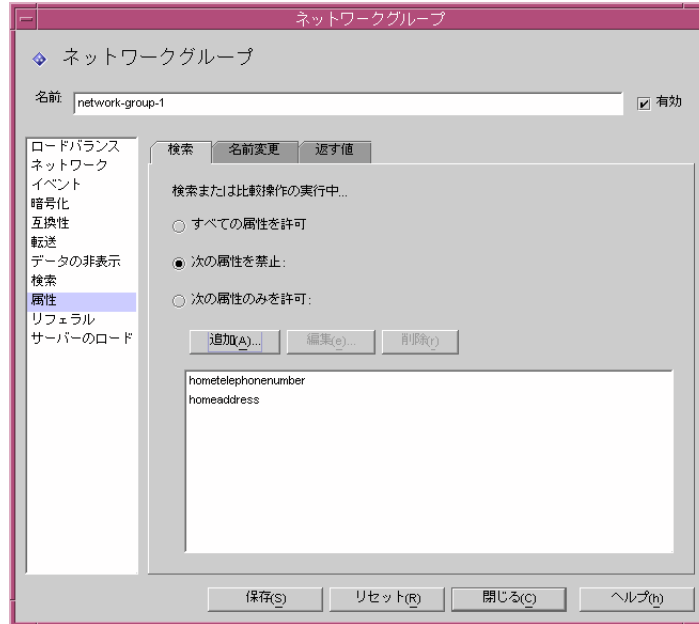 ネットワークグループ
ネットワークグループ
名前: network-group-1
有効
ロードバランス
ネットワーク
イベント
暗号化
互換性
転送
データの非表示
検索
属性
リフェラル
サーバーのロード
検索 名前変更 返す値
検索または比較操作の実行中...
すべての属性を許可
次の属性を禁止:
次の属性のみを許可:
追加(A)... 編集(e)... 削除(r)
hometelephonenumber
homeaddress
保存(S) リセット(R) 閉じる(C) ヘルプ(h)